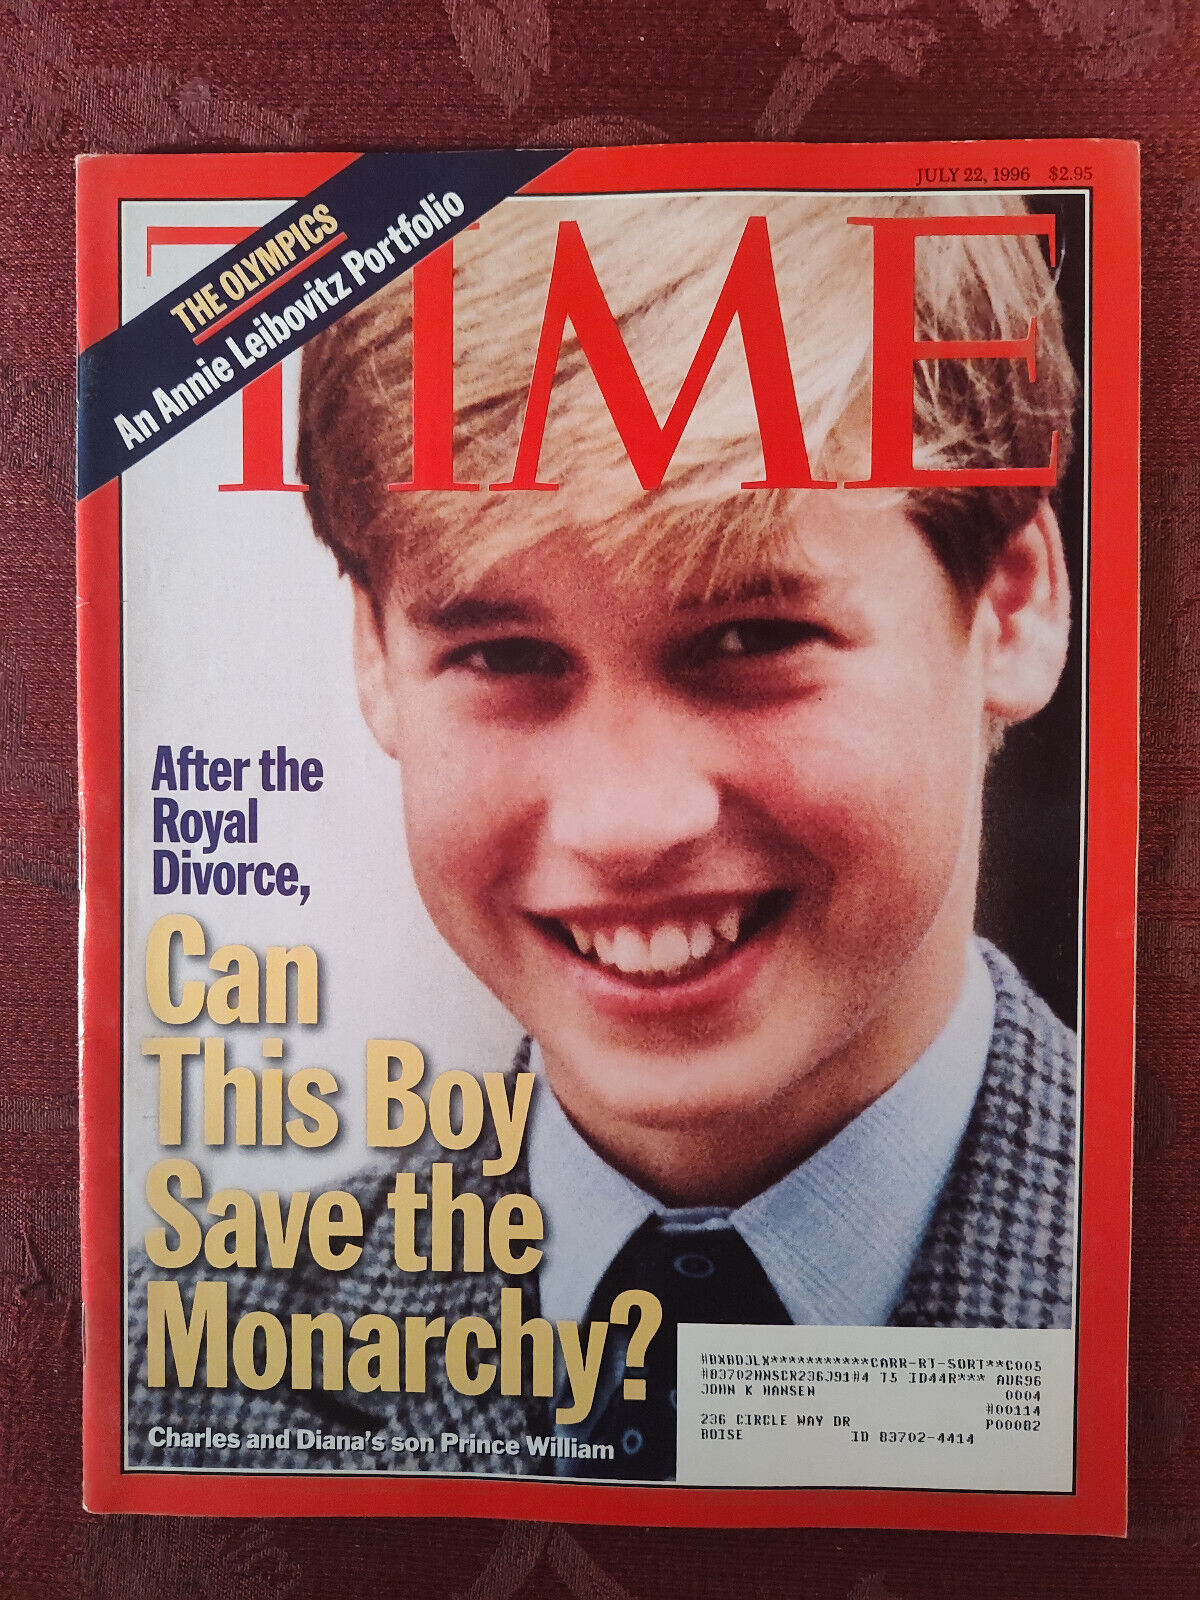 JULY 22, 1996 $2.95
THE OLYMPICS
An Annie Leibovitz Portfolio
TIME
After the
Royal
Divorce,
Can
This Boy
Save the
Monarchy?
Charles and Diana's son Prince William
#BXBDJLX***********CARR-RT-SORT**C005
#83702HNSCR236J91#4 T5 ID44R*** AUG96
JOHN K HANSEN 0004
#00114
236 CIRCLE WAY DR P00082
BOISE ID 83702-4414